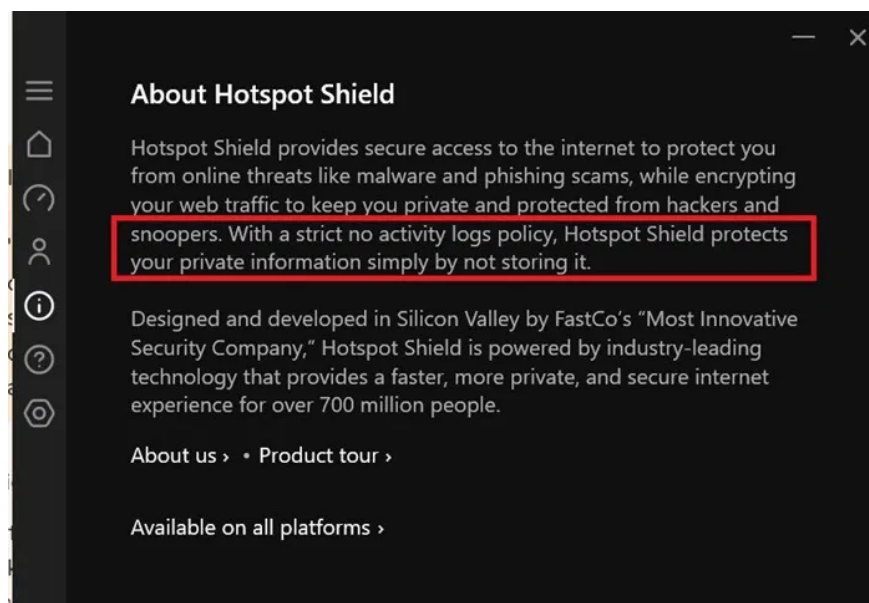 About Hotspot Shield
Hotspot Shield provides secure access to the internet to protect you
from online threats like malware and phishing scams, while encrypting
your web traffic to keep you private and protected from hackers and
snoopers. With a strict no activity logs policy, Hotspot Shield protects
your private information simply by not storing it.
Designed and developed in Silicon Valley by FastCo’s “Most Innovative
Security Company,” Hotspot Shield is powered by industry-leading
technology that provides a faster, more private, and secure internet
experience for over 700 million people.
About us › • Product tour ›
Available on all platforms ›